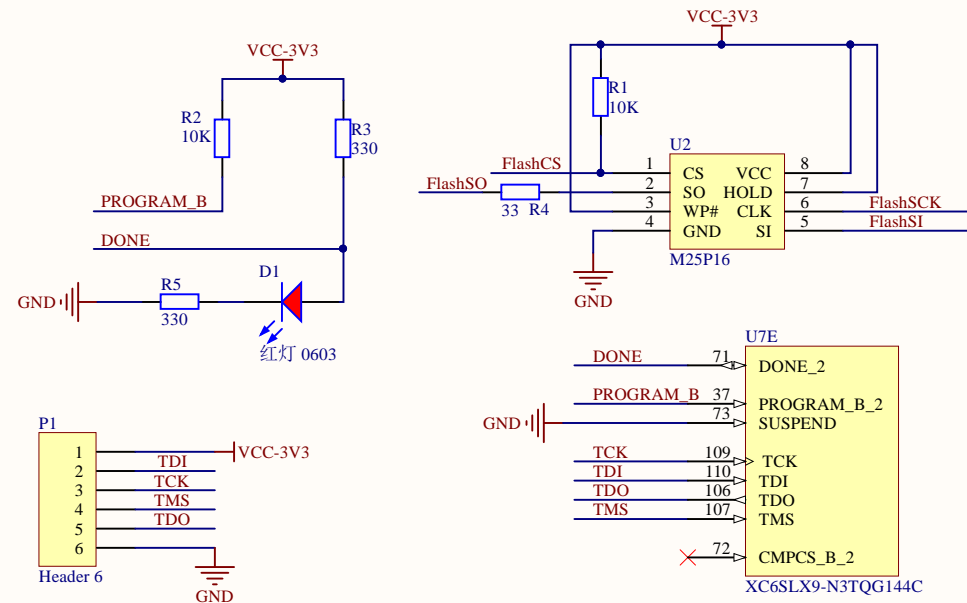 VCC-3V3
R2
10K
R3
330
PROGRAM_B
DONE
D1
R5
GND
330
红灯 0603
VCC-3V3
R1
10K
U2
FlashCS
1
CS
VCC
8
FlashSO
2
SO
HOLD
7
33 R4
3
WP#
CLK
6
FlashSCK
4
GND
SI
5
FlashSI
M25P16
GND
P1
1
VCC-3V3
2
TDI
3
TCK
4
TMS
5
TDO
6
Header 6
GND
U7E
DONE
71
DONE_2
PROGRAM_B
37
PROGRAM_B_2
GND
73
SUSPEND
TCK
109
TCK
TDI
110
TDI
TDO
106
TDO
TMS
107
TMS
72
CMPCS_B_2
XC6SLX9-N3TQG144C